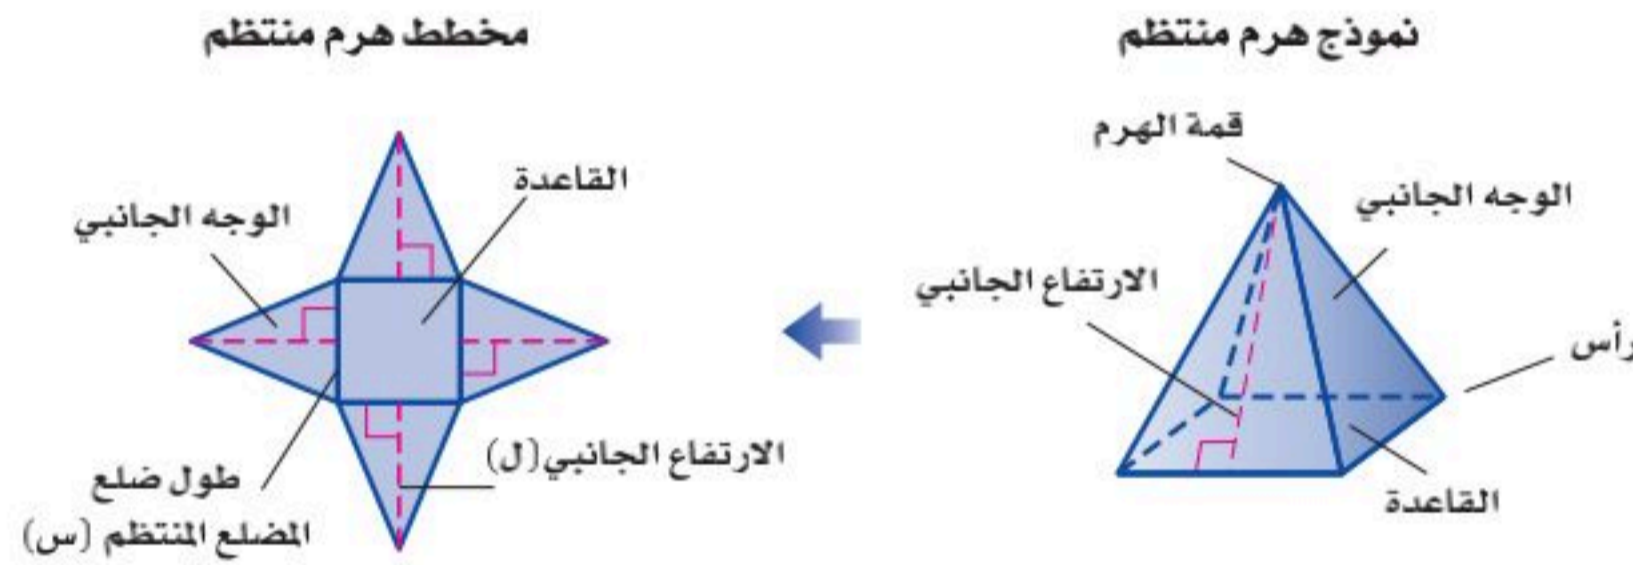 نموذج هرم منتظم
قمة الهرم
الوجه الجانبي
الارتفاع الجانبي
رأس
القاعدة
مخطط هرم منتظم
القاعدة
الوجه الجانبي
الارتفاع الجانبي (ل)
طول ضلع
المضلع المنتظم (س)